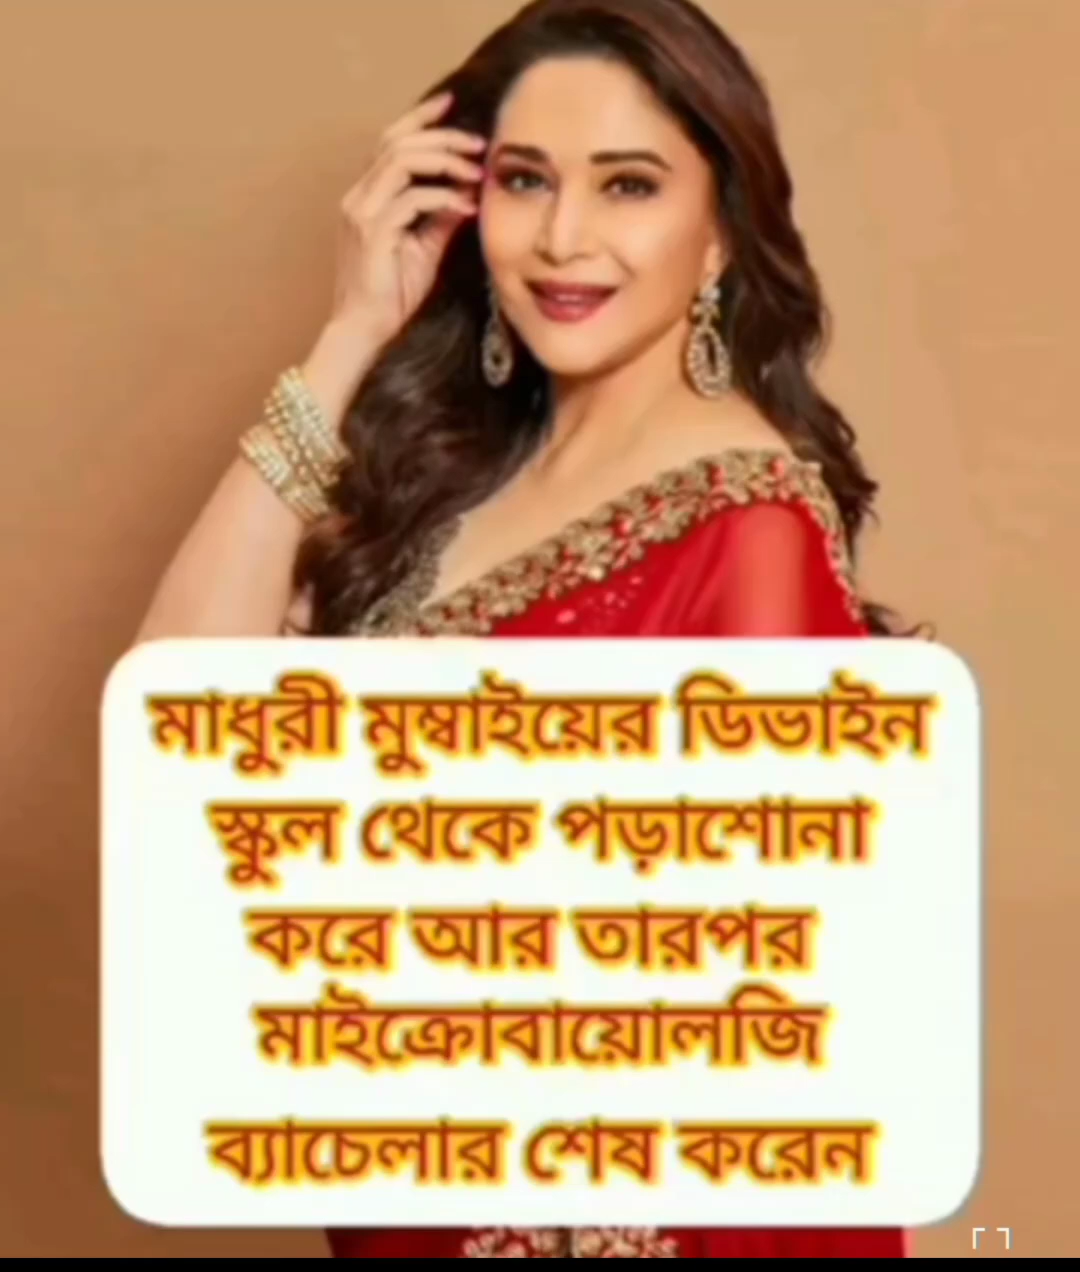 মাধুরী মুম্বাইয়ের ডিভাইন
স্কুল থেকে পড়াশোনা
করে আর তারপর
মাইক্রোবায়োলজি
ব্যাচেলার শেষ করেন